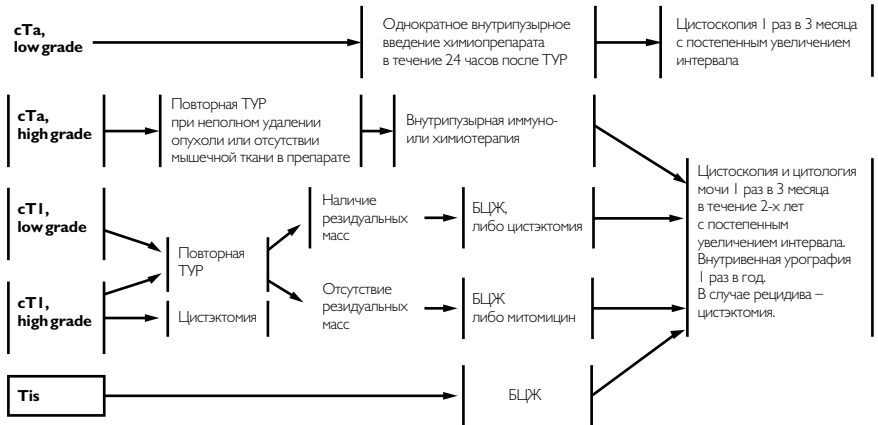 cTa,
low grade
Однократное внутрипузырное
введение химиопрепарата
в течение 24 часов после ТУР
Цистоскопия 1 раз в 3 месяца
с постепенным увеличением
интервала
cTa,
high grade
Повторная ТУР
при неполном удалении
опухоли или отсутствии
мышечной ткани в препарате
Внутрипузырная иммуно-
или химиотерапия
Цистоскопия и цитология
мочи 1 раз в 3 месяца
в течение 2-х лет
с постепенным
увеличением интервала.
Внутривенная урография
1 раз в год.
В случае рецидива –
цистэктомия.
cT1,
low grade
Повторная
ТУР
Наличие
резидуальных
масс
БЦЖ,
либо цистэктомия
cT1,
high grade
Цистэктомия
Отсутствие
резидуальных
масс
БЦЖ
либо митомицин
Tis
БЦЖ